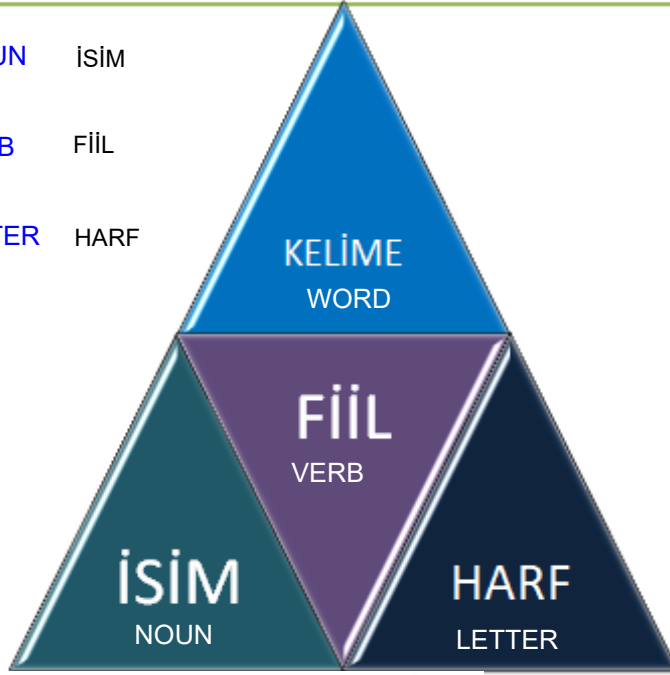 UN İSİM
B FİİL
TER HARF
KELİME
WORD
FİİL
VERB
İSİM
NOUN
HARF
LETTER